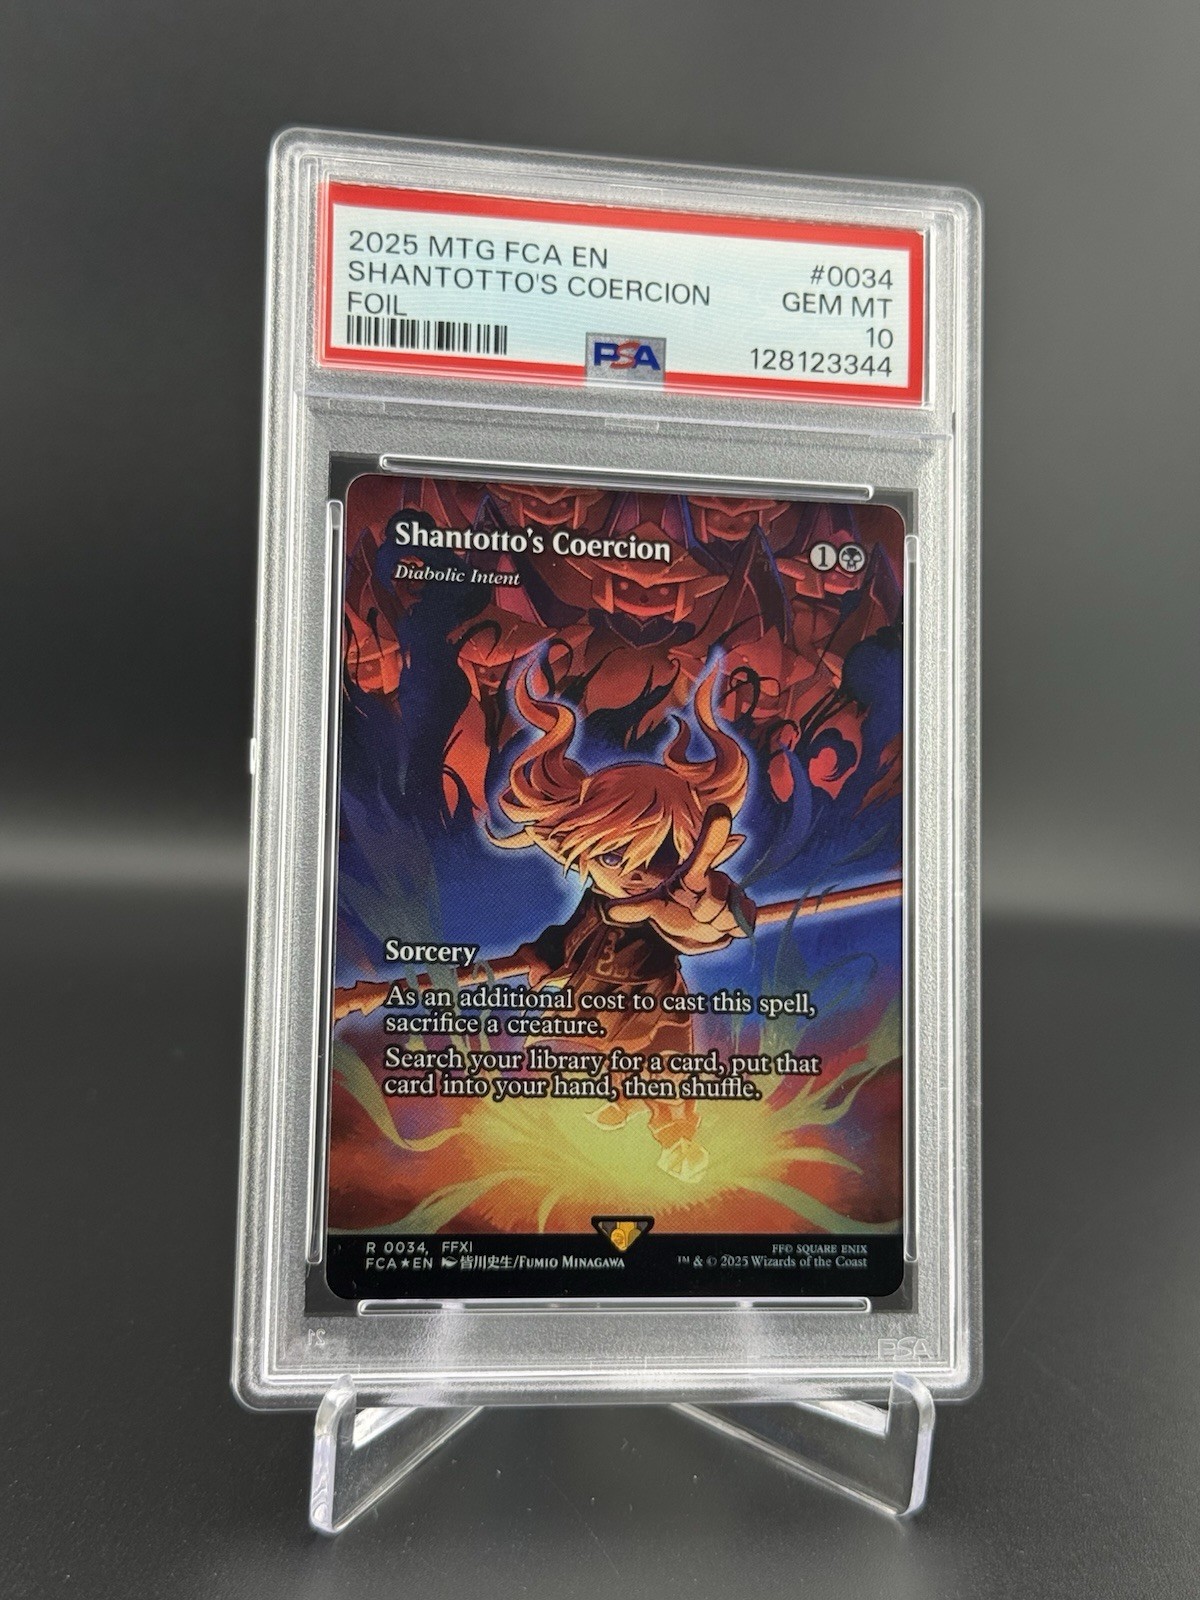 2025 MTG FCA EN
SHANTOTTO'S COERCION
FOIL
#0034
GEM MT
10
128123344
PSA
Shantotto's Coercion
1
Diabolic Intent
Sorcery
As an additional cost to cast this spell,
sacrifice a creature.
Search your library for a card, put that
card into your hand, then shuffle.
R 0034, FFXI
FCA★EN 皆川史生/FUMIO MINAGAWA
FF© SQUARE ENIX
™ & © 2025 Wizards of the Coast
21
PSA